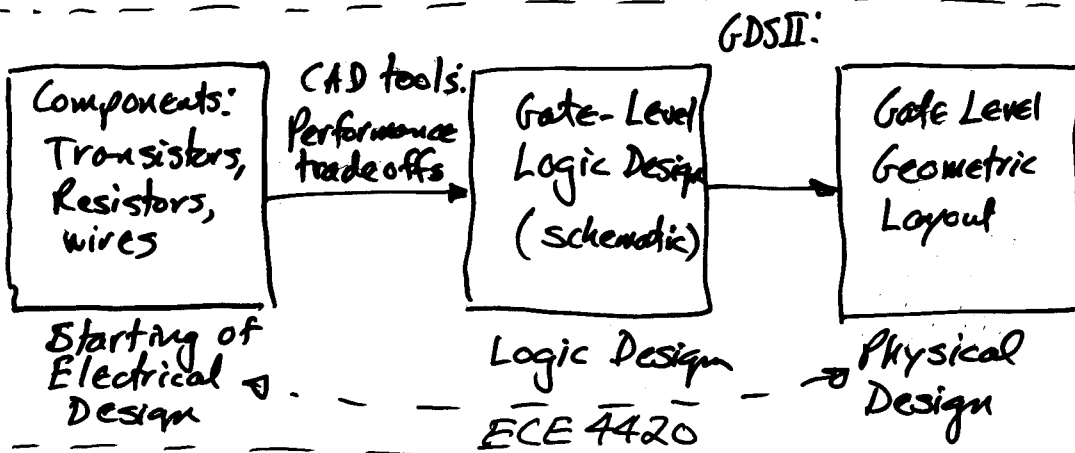 GDSII:
Components:
Transistors,
Resistors,
wires
CAD tools:
Performance
tradeoffs
Gate-Level
Logic Design
(schematic)
Gate Level
Geometric
Layout
Starting of
Electrical
Design
Logic Design
Physical
Design
ECE 4420